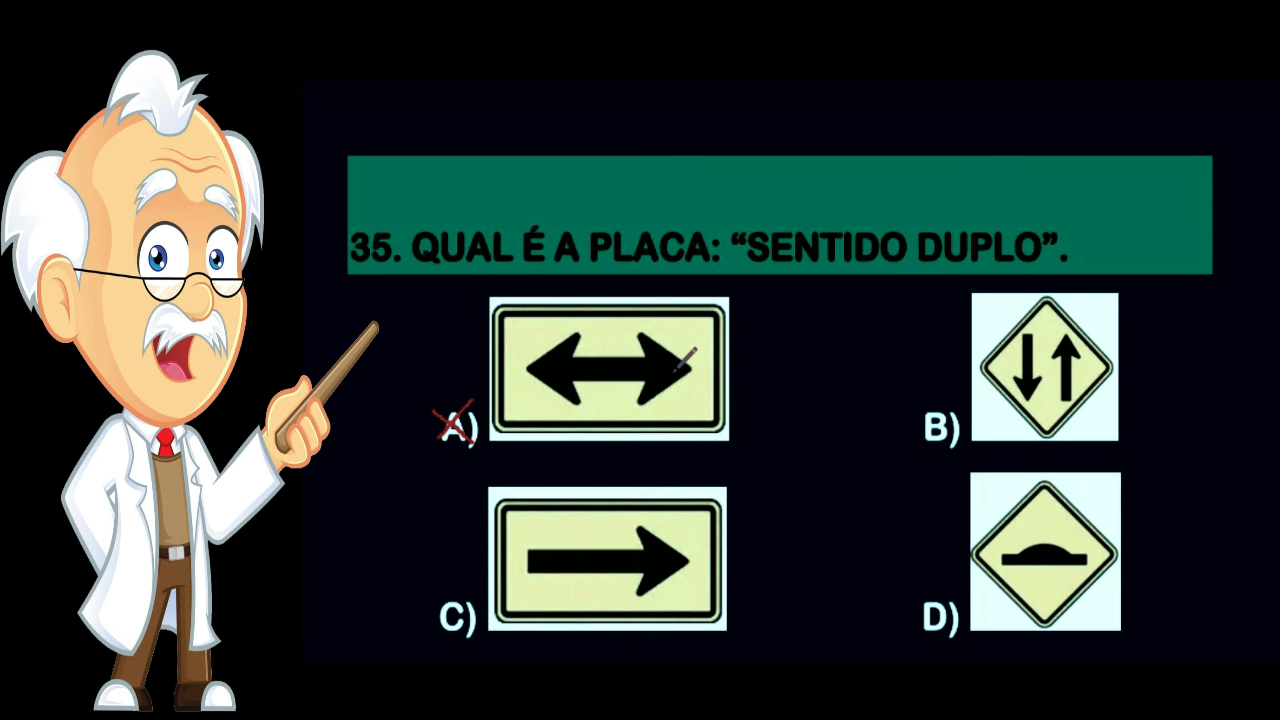 35. QUAL É A PLACA: “SENTIDO DUPLO”.
A)
B)
C)
D)